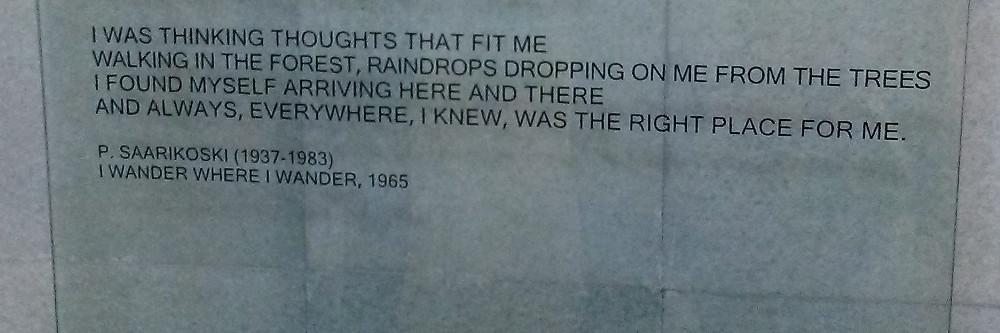 I WAS THINKING THOUGHTS THAT FIT ME
WALKING IN THE FOREST, RAINDROPS DROPPING ON ME FROM THE TREES
I FOUND MYSELF ARRIVING HERE AND THERE
AND ALWAYS, EVERYWHERE, I KNEW, WAS THE RIGHT PLACE FOR ME.
P. SAARIKOSKI (1937-1983)
I WANDER WHERE I WANDER, 1965